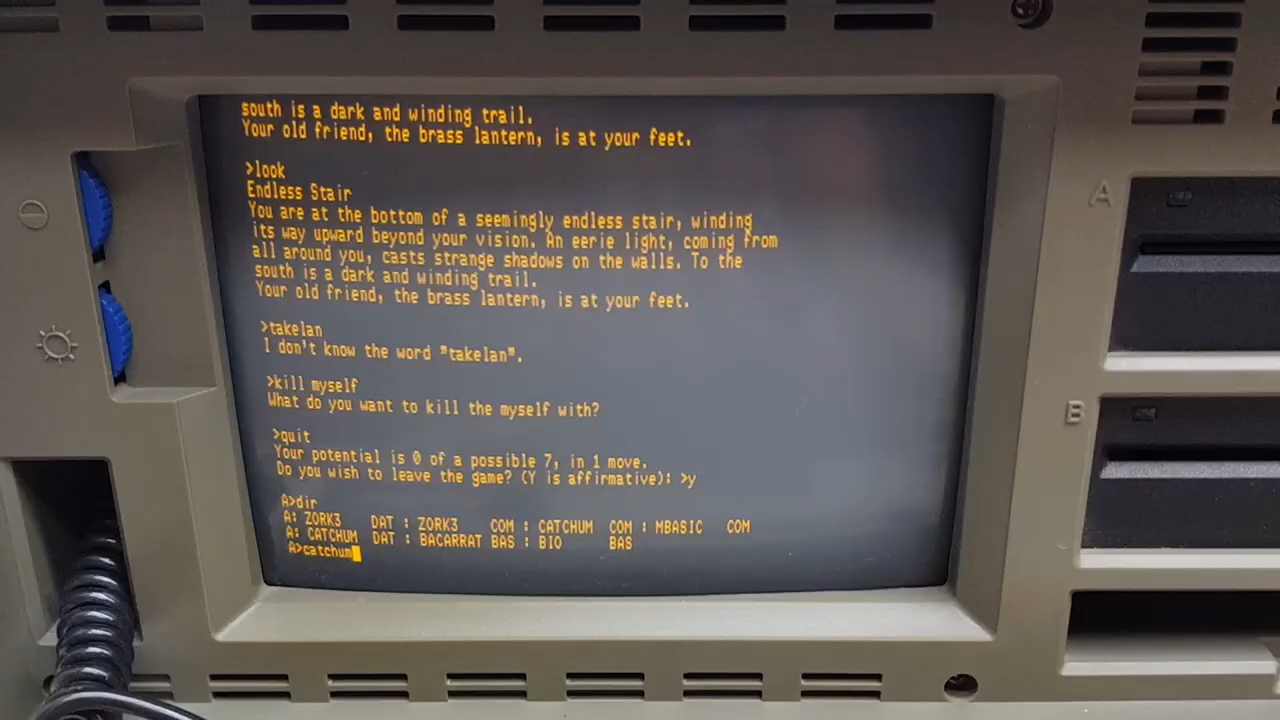 south is a dark and winding trail.
Your old friend, the brass lantern, is at your feet.
>look
Endless Stair
You are at the bottom of a seemingly endless stair, winding
its way upward beyond your vision. An eerie light, coming from
all around you, casts strange shadows on the walls. To the
south is a dark and winding trail.
Your old friend, the brass lantern, is at your feet.
>takelan
I don't know the word "takelan".
>kill myself
What do you want to kill the myself with?
>quit
Your potential is 0 of a possible 7, in 1 move.
Do you wish to leave the game? (Y is affirmative): >y
A>dir
A: ZORK3    DAT : ZORK3    COM : CATCHUM  COM : MBASIC   COM
A: CATCHUM  DAT : BACARRAT BAS : BIO      BAS
A>catchum
A
B